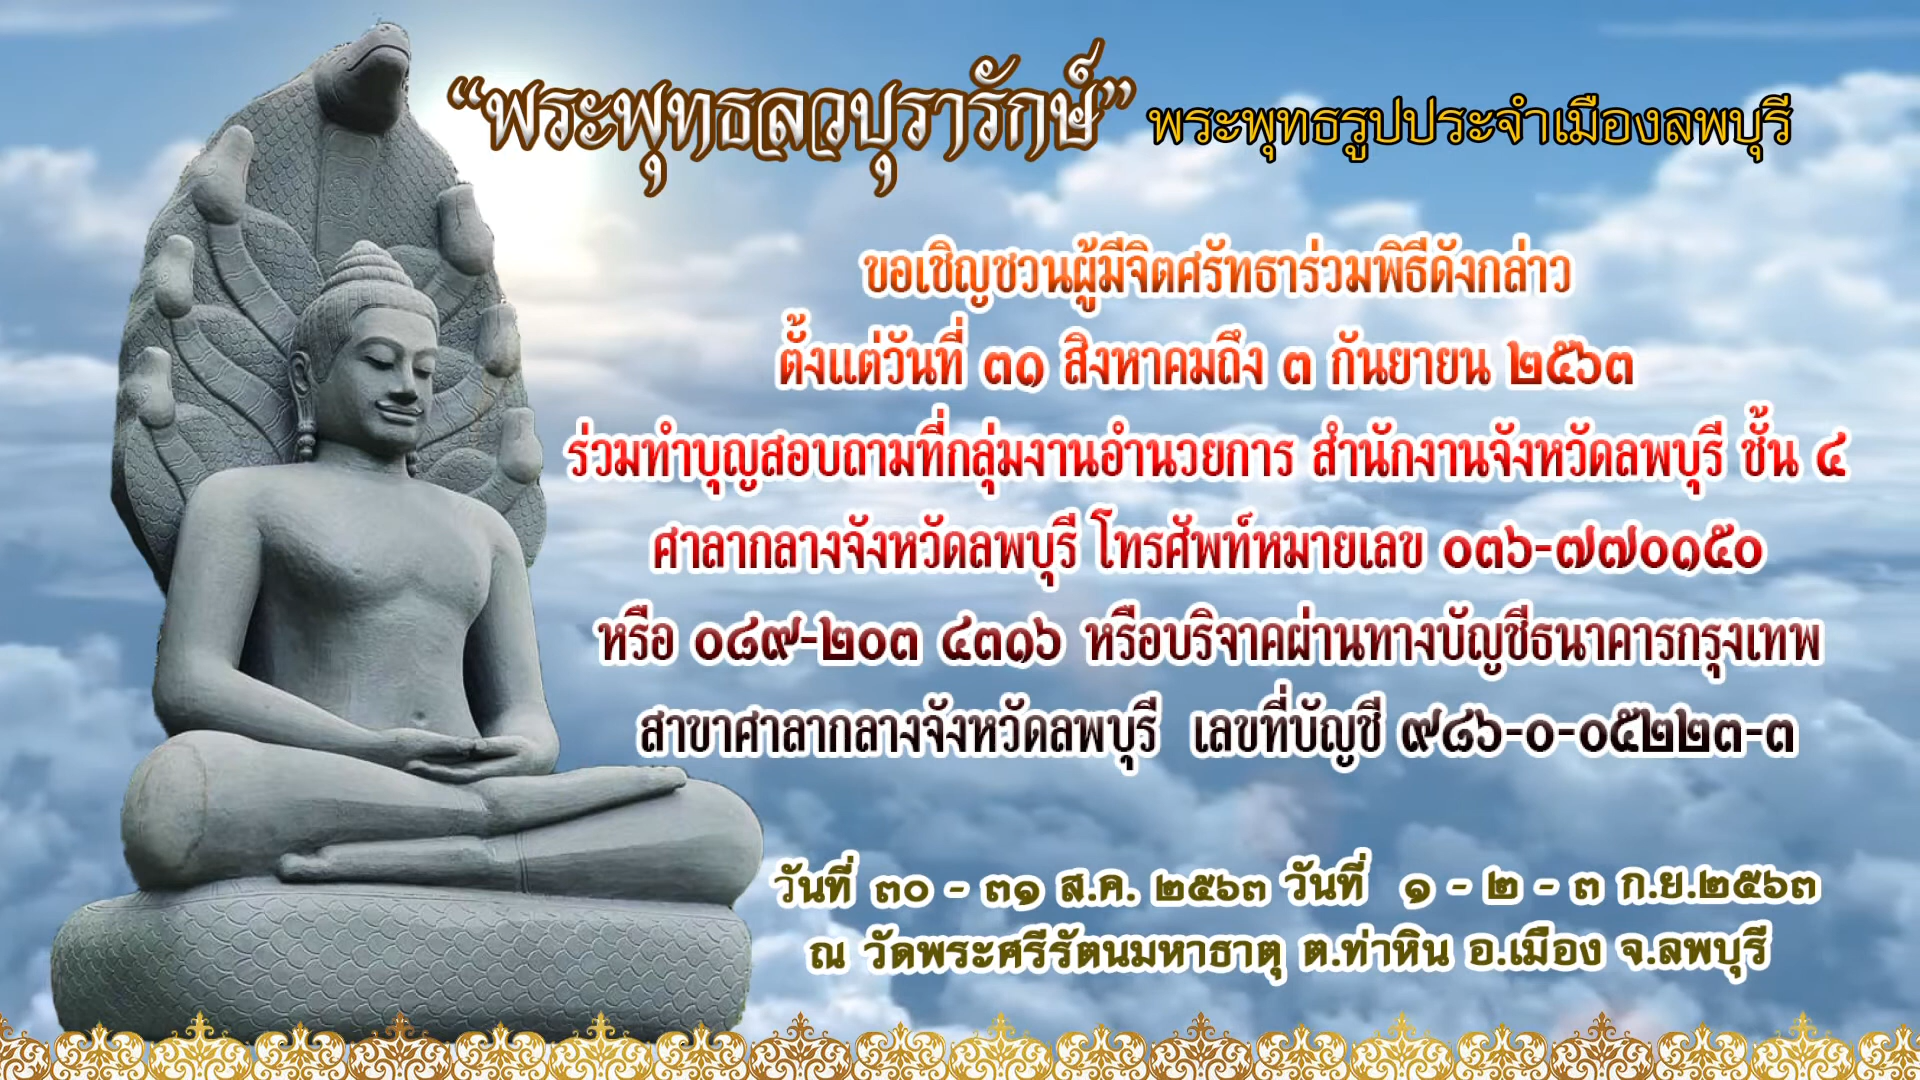 “พระพุทธลวปุรารักษ์” พระพุทธรูปประจำเมืองลพบุรี
ขอเชิญชวนผู้มีจิตศรัทธาร่วมพิธีดังกล่าว
ตั้งแต่วันที่ ๓๑ สิงหาคมถึง ๓ กันยายน ๒๕๖๓
ร่วมทำบุญสอบถามที่กลุ่มงานอำนวยการ สำนักงานจังหวัดลพบุรี ชั้น ๔
ศาลากลางจังหวัดลพบุรี โทรศัพท์หมายเลข ๐๓๖-๗๗๐๑๕๐
หรือ ๐๘๙-๒๐๓ ๔๓๑๖ หรือบริจาคผ่านทางบัญชีธนาคารกรุงเทพ
สาขาศาลากลางจังหวัดลพบุรี เลขที่บัญชี ๙๘๖-๐-๐๕๒๒๓-๓
วันที่ ๓๐ - ๓๑ ส.ค. ๒๕๖๓ วันที่ ๑ - ๒ - ๓ ก.ย.๒๕๖๓
ณ วัดพระศรีรัตนมหาธาตุ ต.ท่าหิน อ.เมือง จ.ลพบุรี